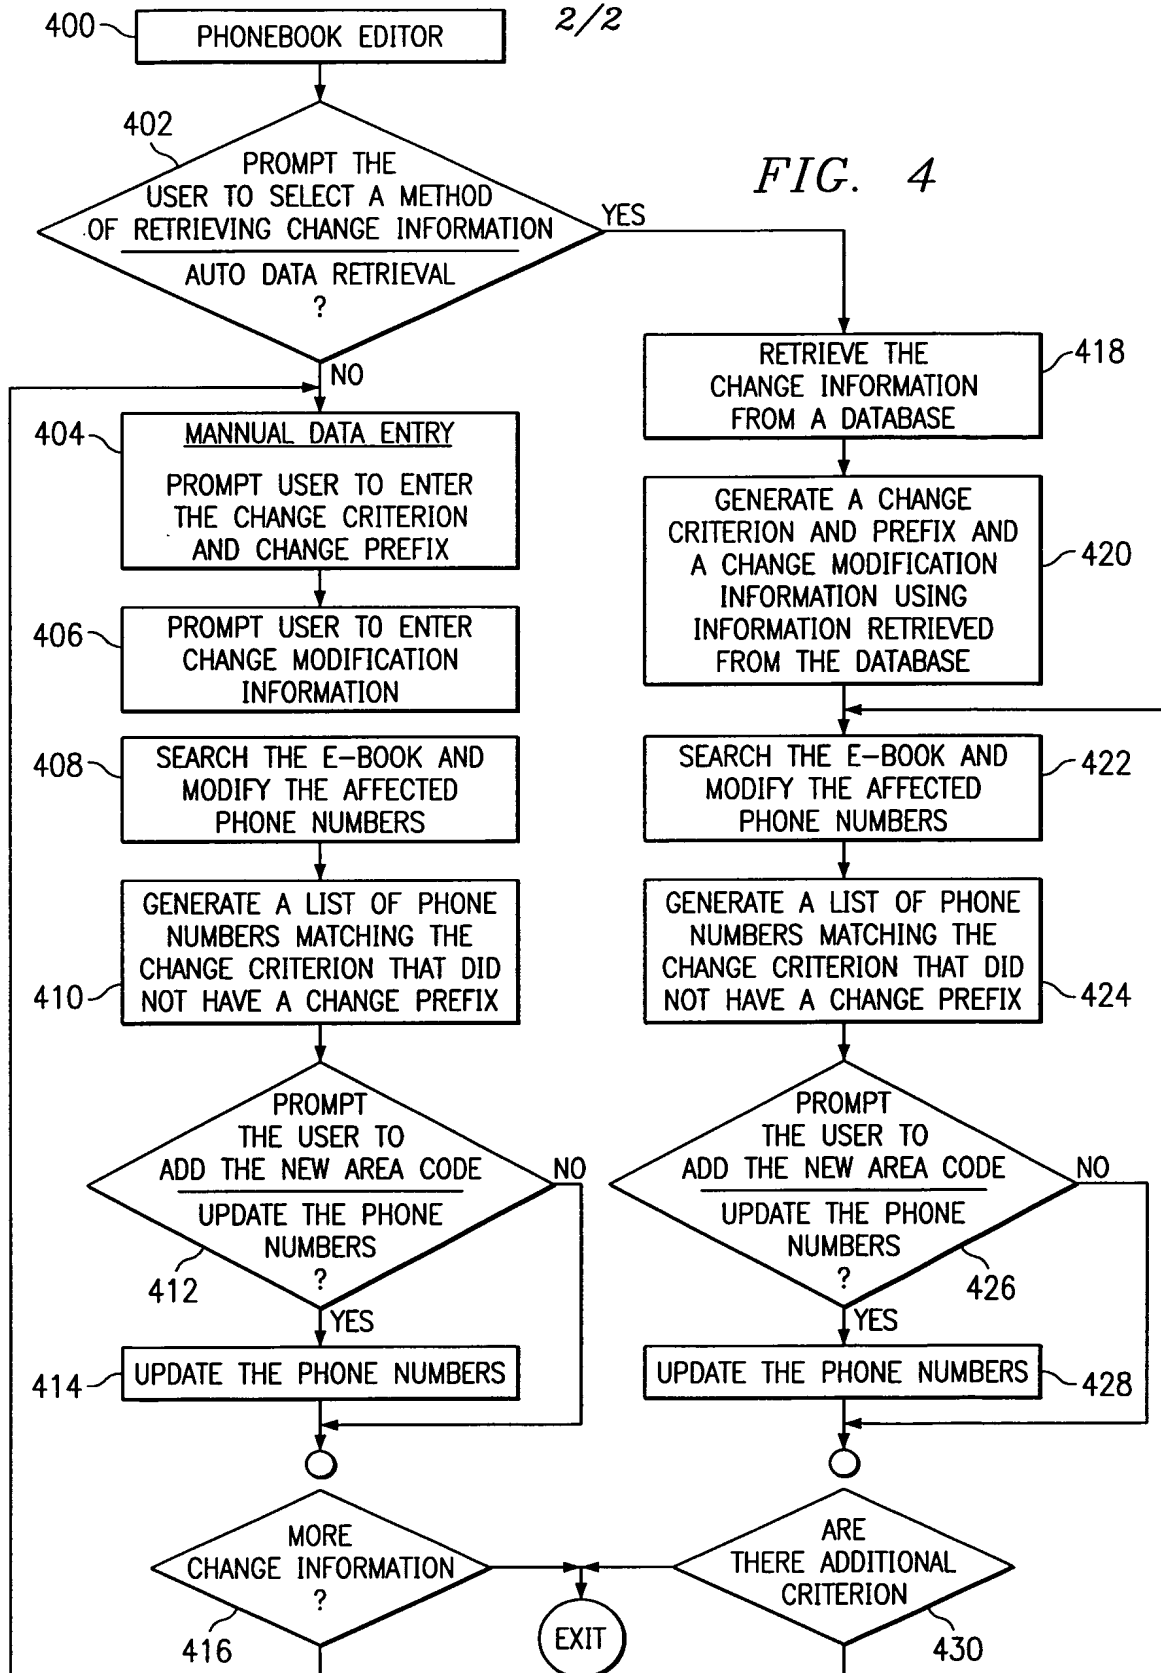 2/2
FIG. 4
400
PHONEBOOK EDITOR
402
PROMPT THE
USER TO SELECT A METHOD
OF RETRIEVING CHANGE INFORMATION
AUTO DATA RETRIEVAL
?
YES
NO
404
MANNUAL DATA ENTRY
PROMPT USER TO ENTER
THE CHANGE CRITERION
AND CHANGE PREFIX
406
PROMPT USER TO ENTER
CHANGE MODIFICATION
INFORMATION
408
SEARCH THE E-BOOK AND
MODIFY THE AFFECTED
PHONE NUMBERS
GENERATE A LIST OF PHONE
NUMBERS MATCHING THE
CHANGE CRITERION THAT DID
NOT HAVE A CHANGE PREFIX
410
PROMPT
THE USER TO
ADD THE NEW AREA CODE
UPDATE THE PHONE
NUMBERS
?
NO
412
YES
414
UPDATE THE PHONE NUMBERS
MORE
CHANGE INFORMATION
?
416
EXIT
RETRIEVE THE
CHANGE INFORMATION
FROM A DATABASE
418
GENERATE A CHANGE
CRITERION AND PREFIX AND
A CHANGE MODIFICATION
INFORMATION USING
INFORMATION RETRIEVED
FROM THE DATABASE
420
SEARCH THE E-BOOK AND
MODIFY THE AFFECTED
PHONE NUMBERS
422
GENERATE A LIST OF PHONE
NUMBERS MATCHING THE
CHANGE CRITERION THAT DID
NOT HAVE A CHANGE PREFIX
424
PROMPT
THE USER TO
ADD THE NEW AREA CODE
UPDATE THE PHONE
NUMBERS
?
NO
426
YES
UPDATE THE PHONE NUMBERS
428
ARE
THERE ADDITIONAL
CRITERION
430